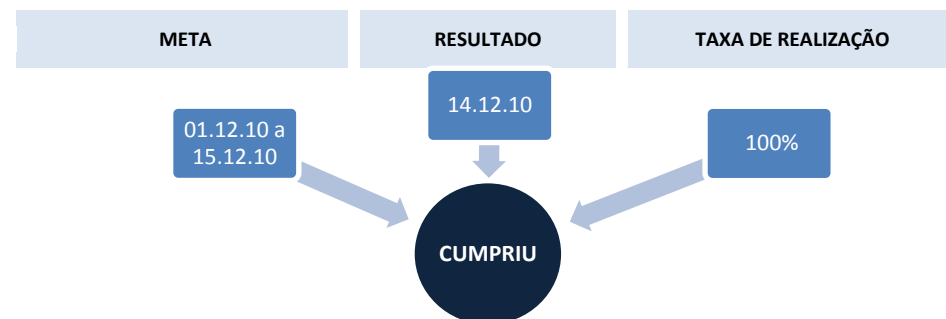 META
RESULTADO
TAXA DE REALIZAÇÃO
01.12.10 a
15.12.10
14.12.10
100%
CUMPRIU